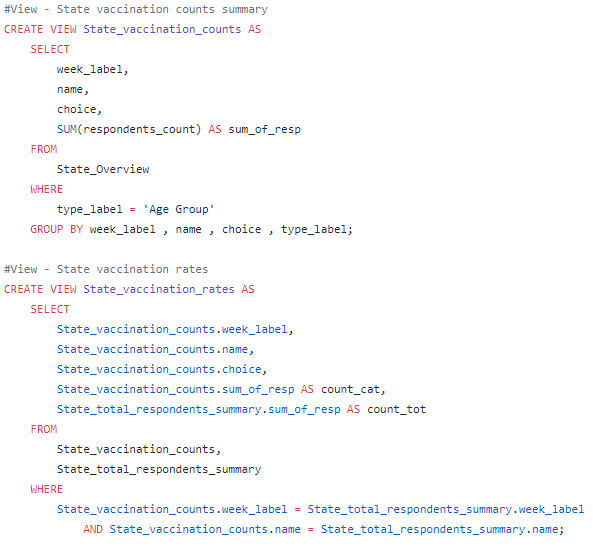 #View - State vaccination counts summary
CREATE VIEW State_vaccination_counts AS
    SELECT
        week_label,
        name,
        choice,
        SUM(respondents_count) AS sum_of_resp
    FROM
        State_Overview
    WHERE
        type_label = 'Age Group'
    GROUP BY week_label , name , choice , type_label;

#View - State vaccination rates
CREATE VIEW State_vaccination_rates AS
    SELECT
        State_vaccination_counts.week_label,
        State_vaccination_counts.name,
        State_vaccination_counts.choice,
        State_vaccination_counts.sum_of_resp AS count_cat,
        State_total_respondents_summary.sum_of_resp AS count_tot
    FROM
        State_vaccination_counts,
        State_total_respondents_summary
    WHERE
        State_vaccination_counts.week_label = State_total_respondents_summary.week_label
            AND State_vaccination_counts.name = State_total_respondents_summary.name;